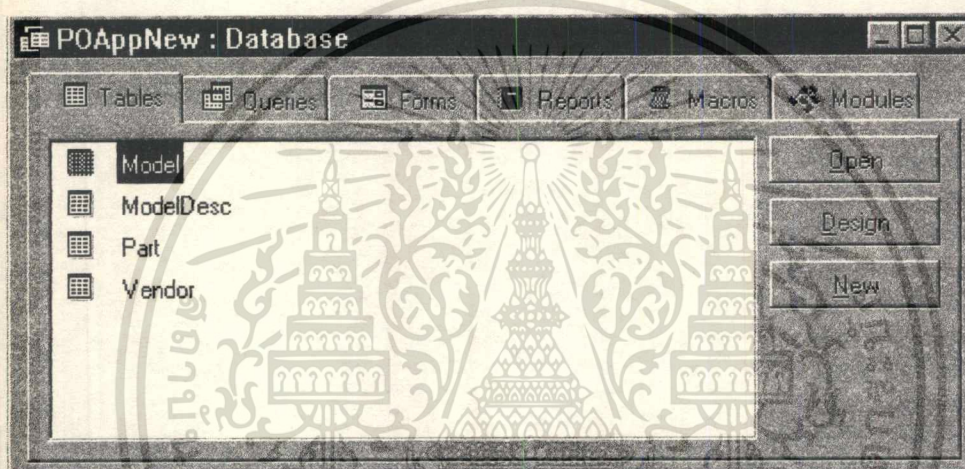 POAppNew : Database
Tables Queries Forms Reports Macros Modules
Model
ModelDesc
Part
Vendor
Open
Design
New